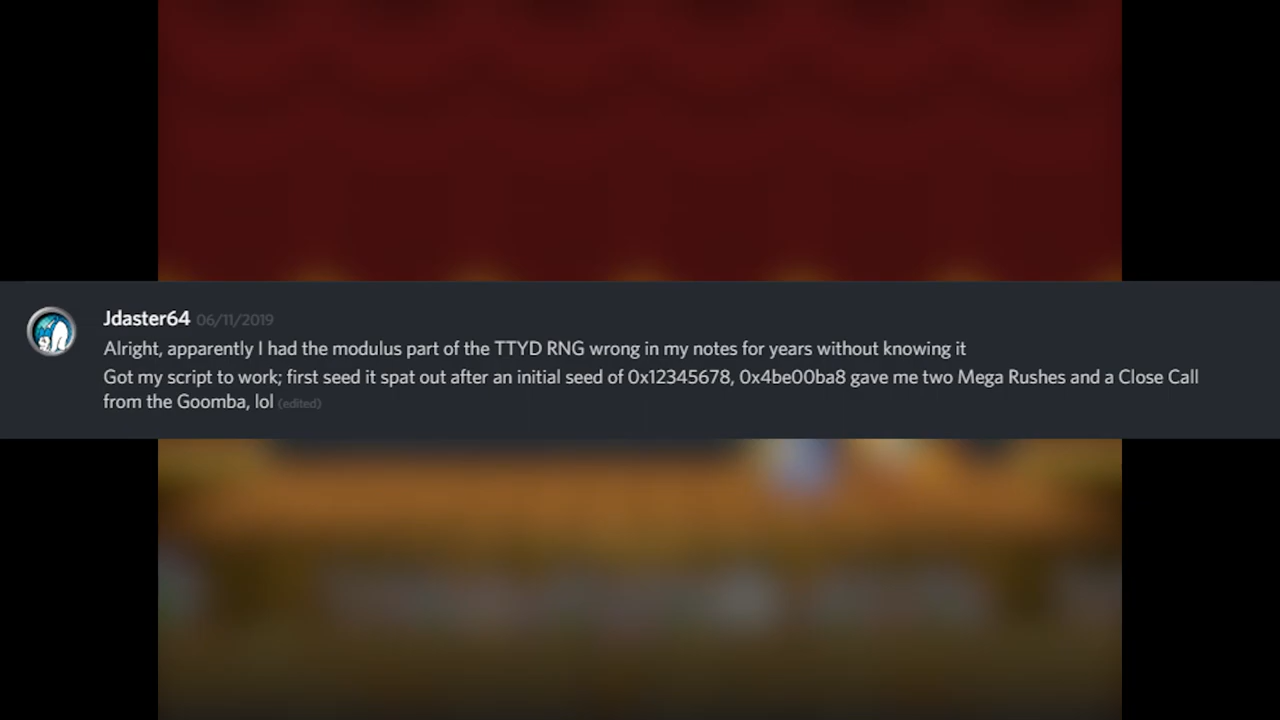 Jdaster64 06/11/2019
Alright, apparently I had the modulus part of the TTYD RNG wrong in my notes for years without knowing it
Got my script to work; first seed it spat out after an initial seed of 0x12345678, 0x4be00ba8 gave me two Mega Rushes and a Close Call
from the Goomba, lol (edited)